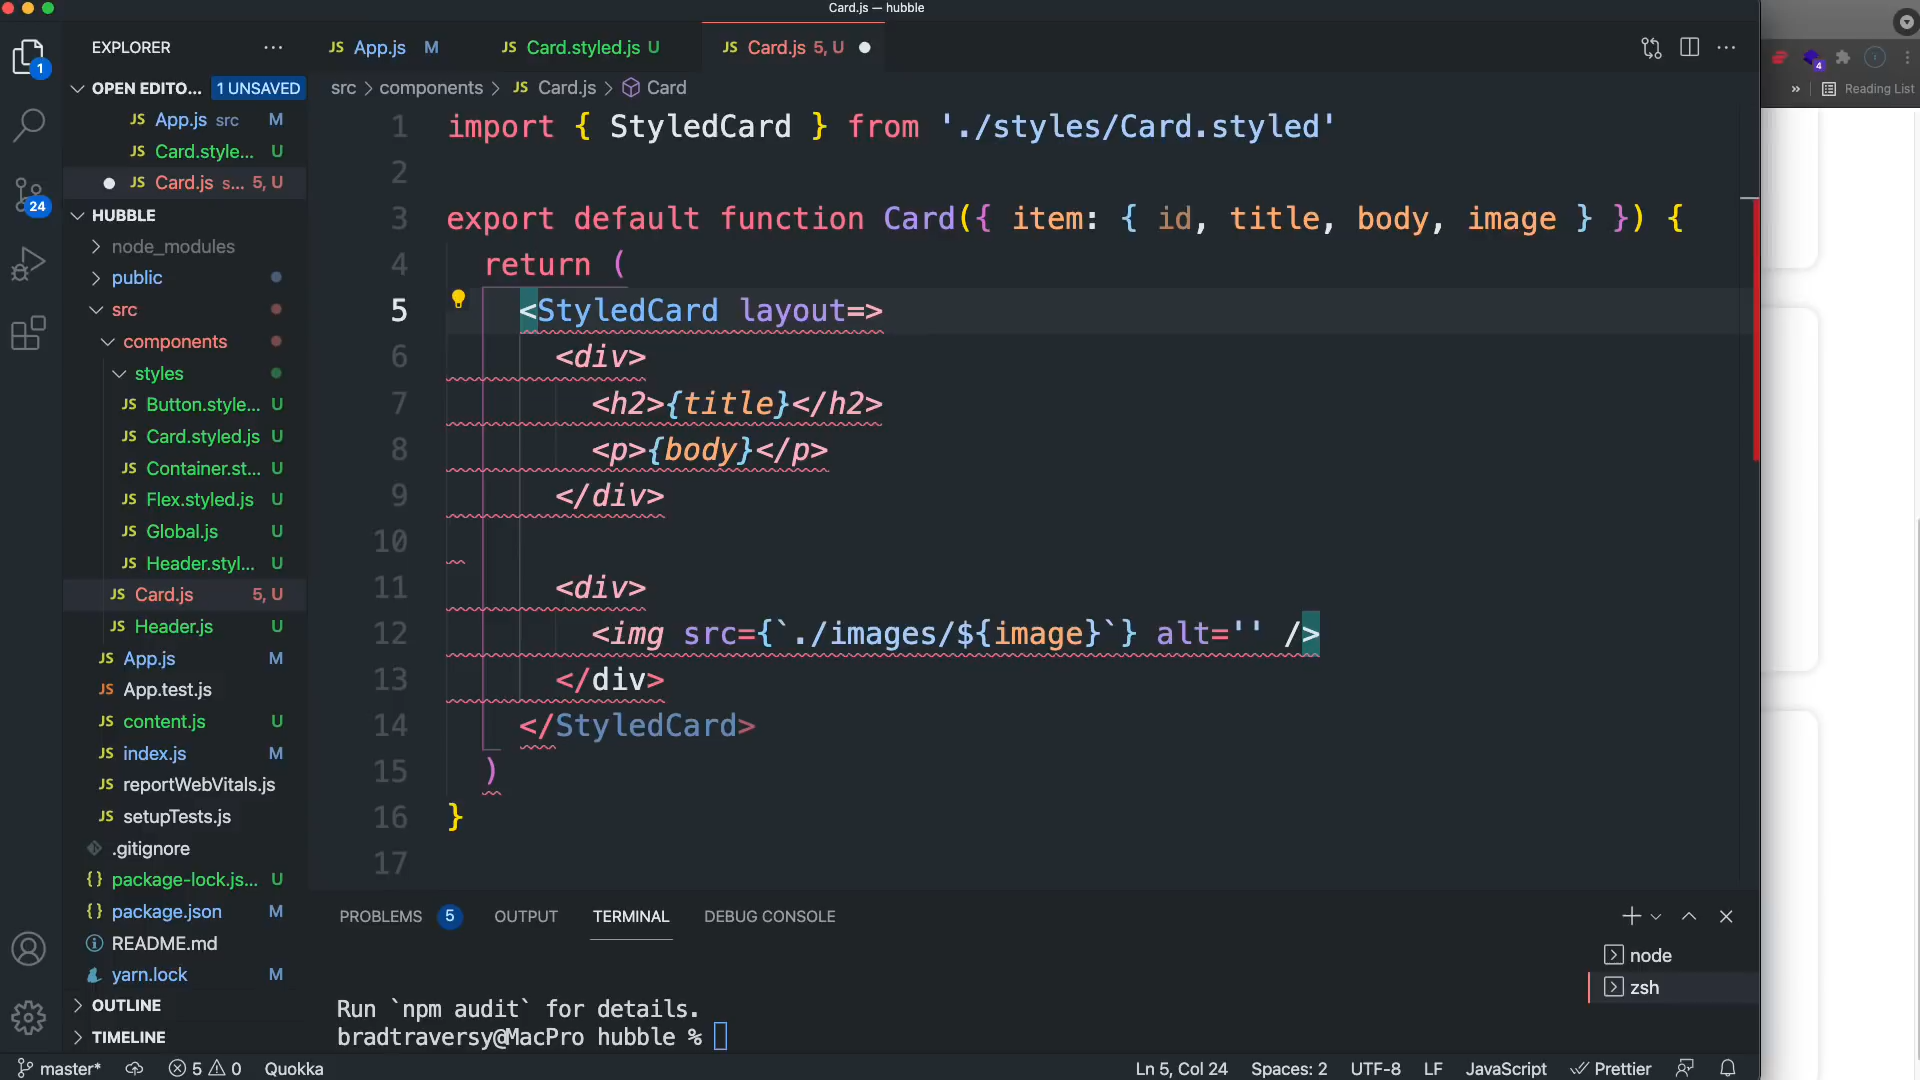 Card.js — hubble
EXPLORER
OPEN EDITO... 1 UNSAVED
JS App.js src M
JS Card.style... U
JS Card.js s... 5, U
HUBBLE
node_modules
public
src
components
styles
JS Button.style... U
JS Card.styled.js U
JS Container.st... U
JS Flex.styled.js U
JS Global.js U
JS Header.styl... U
JS Card.js 5, U
JS Header.js U
JS App.js M
JS App.test.js
JS content.js U
JS index.js M
JS reportWebVitals.js
JS setupTests.js
.gitignore
{} package-lock.js... U
{} package.json M
README.md
yarn.lock M
OUTLINE
TIMELINE
1
24
JS App.js M JS Card.styled.js U JS Card.js 5, U
src > components > JS Card.js > Card
1 import { StyledCard } from './styles/Card.styled'
2
3 export default function Card({ item: { id, title, body, image } }) {
4 return (
5 <StyledCard layout=>
6 <div>
7 <h2>{title}</h2>
8 <p>{body}</p>
9 </div>
10
11 <div>
12 <img src={`./images/${image}`} alt='' />
13 </div>
14 </StyledCard>
15 )
16 }
17
PROBLEMS 5 OUTPUT TERMINAL DEBUG CONSOLE
node
zsh
Run `npm audit` for details.
bradtraversy@MacPro hubble %
master* 5 0 Quokka Ln 5, Col 24 Spaces: 2 UTF-8 LF JavaScript Prettier
4
» Reading List